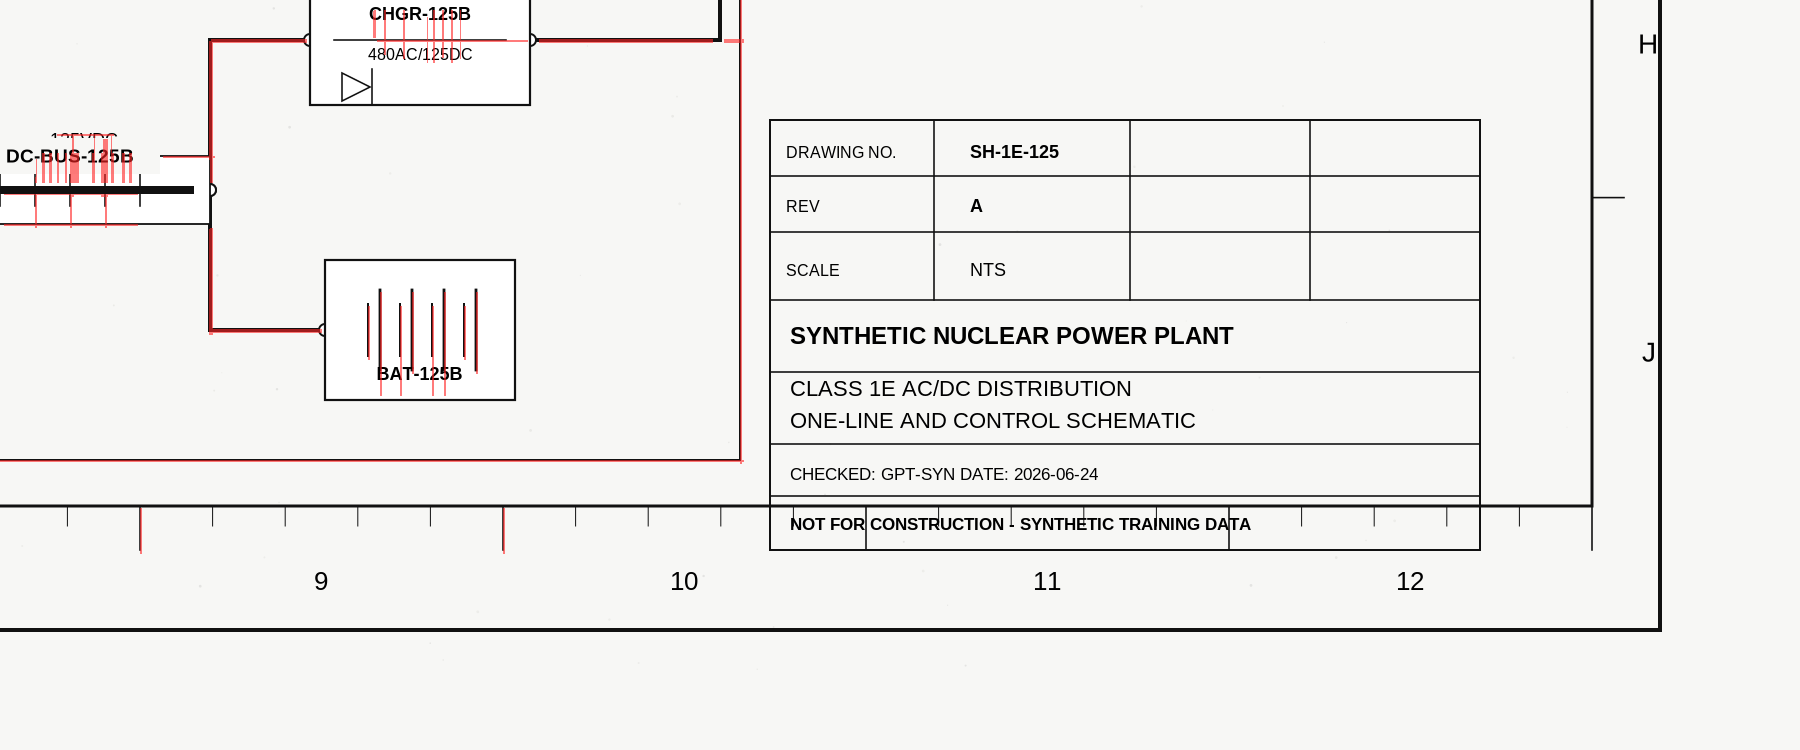 CHGR-125B
480AC/125DC
H
125VDC
DC-BUS-125B
DRAWING NO. SH-1E-125
REV A
SCALE NTS
SYNTHETIC NUCLEAR POWER PLANT
J
BAT-125B
CLASS 1E AC/DC DISTRIBUTION
ONE-LINE AND CONTROL SCHEMATIC
CHECKED: GPT-SYN DATE: 2026-06-24
NOT FOR CONSTRUCTION - SYNTHETIC TRAINING DATA
9 10 11 12